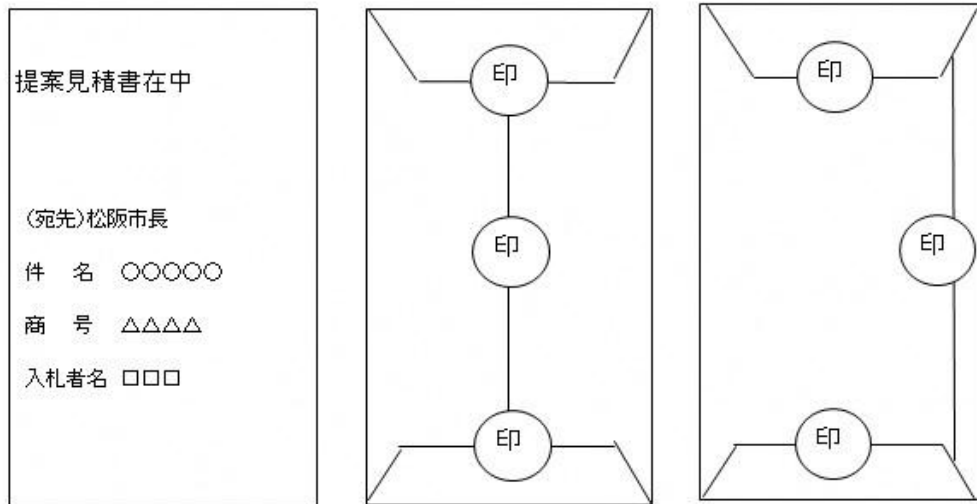 提案見積書在中
(宛先)松阪市長
件　名　○○○○○
商　号　△△△△
入札者名　□□□
印
印
印
印
印
印